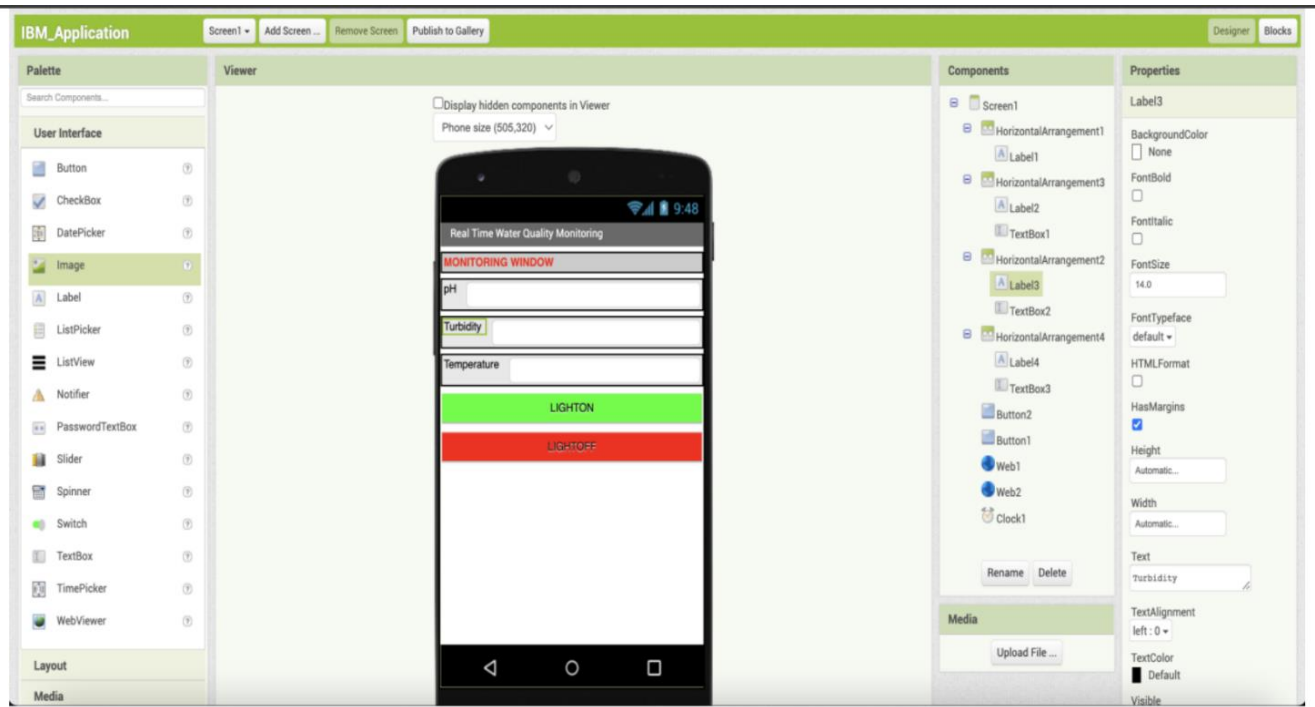 IBM_Application
Screen1
Add Screen ...
Remove Screen
Publish to Gallery
Designer
Blocks
Palette
Search Components...
User Interface
Button
CheckBox
DatePicker
Image
Label
ListPicker
ListView
Notifier
PasswordTextBox
Slider
Spinner
Switch
TextBox
TimePicker
WebViewer
Layout
Media
Viewer
Display hidden components in Viewer
Phone size (505,320)
9:48
Real Time Water Quality Monitoring
MONITORING WINDOW
pH
Turbidity
Temperature
LIGHTON
LIGHTOFF
Components
Screen1
HorizontalArrangement1
Label1
HorizontalArrangement3
Label2
TextBox1
HorizontalArrangement2
Label3
TextBox2
HorizontalArrangement4
Label4
TextBox3
Button2
Button1
Web1
Web2
Clock1
Rename
Delete
Media
Upload File ...
Properties
Label3
BackgroundColor
None
FontBold
FontItalic
FontSize
14.0
FontTypeface
default
HTMLFormat
HasMargins
Height
Automatic...
Width
Automatic...
Text
Turbidity
TextAlignment
left : 0
TextColor
Default
Visible